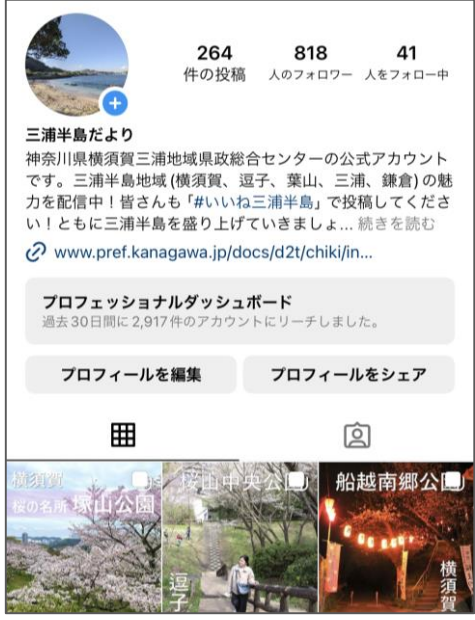 264
818
41
件の投稿
人のフォロワー
人をフォロー中
三浦半島だより
神奈川県横須賀三浦地域県政総合センターの公式アカウント
です。三浦半島地域 (横須賀、逗子、葉山、三浦、鎌倉) の魅
力を配信中！皆さんも「#いいね三浦半島」で投稿してくださ
い！ともに三浦半島を盛り上げていきましょ... 続きを読む
www.pref.kanagawa.jp/docs/d2t/chiki/in...
プロフェッショナルダッシュボード
過去30日間に2,917件のアカウントにリーチしました。
プロフィールを編集
プロフィールをシェア
横須賀
桜の名所 塚山公園
桜山中央公
逗子
船越南郷公
横須賀